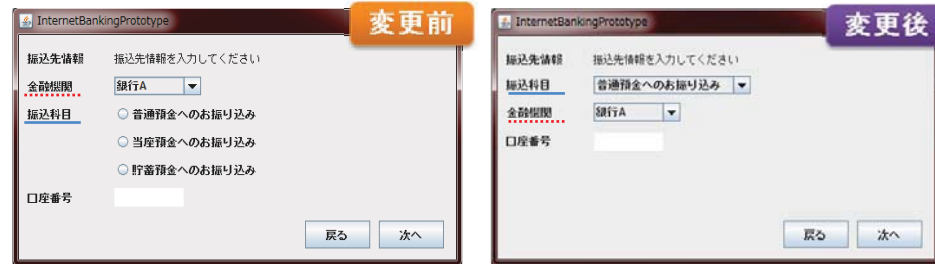 InternetBankingPrototype
変更前
振込先情報 振込先情報を入力してください
金融機関 銀行A
振込科目 普通預金へのお振り込み
当座預金へのお振り込み
貯蓄預金へのお振り込み
口座番号
戻る 次へ
InternetBankingPrototype
変更後
振込先情報 振込先情報を入力してください
振込科目 普通預金へのお振り込み
金融機関 銀行A
口座番号
戻る 次へ